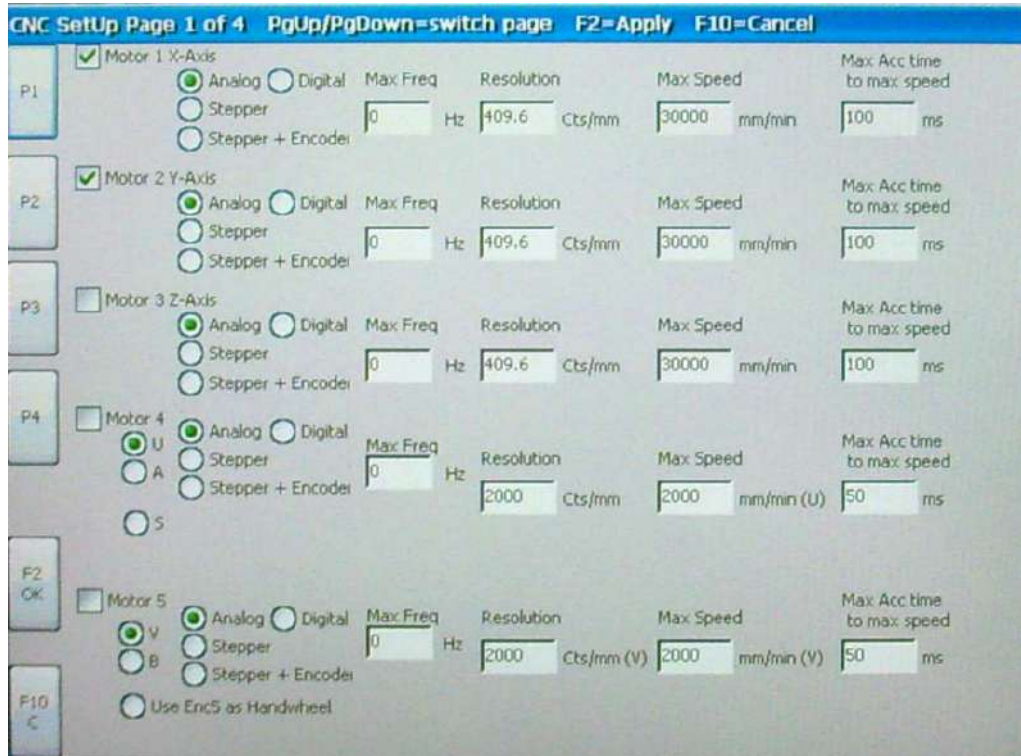 CNC SetUp Page 1 of 4 PgUp/PgDown=switch page F2=Apply F10=Cancel
P1
Motor 1 X-Axis
Analog Digital
Stepper
Stepper + Encoder
Max Freq
0 Hz
Resolution
409.6 Cts/mm
Max Speed
30000 mm/min
Max Acc time
to max speed
100 ms
P2
Motor 2 Y-Axis
Analog Digital
Stepper
Stepper + Encoder
Max Freq
0 Hz
Resolution
409.6 Cts/mm
Max Speed
30000 mm/min
Max Acc time
to max speed
100 ms
P3
Motor 3 Z-Axis
Analog Digital
Stepper
Stepper + Encoder
Max Freq
0 Hz
Resolution
409.6 Cts/mm
Max Speed
30000 mm/min
Max Acc time
to max speed
100 ms
P4
Motor 4
U
A
S
Analog Digital
Stepper
Stepper + Encoder
Max Freq
0 Hz
Resolution
2000 Cts/mm
Max Speed
2000 mm/min (U)
Max Acc time
to max speed
50 ms
F2
OK
Motor 5
V
B
Analog Digital
Stepper
Stepper + Encoder
Max Freq
0 Hz
Resolution
2000 Cts/mm (V)
Max Speed
2000 mm/min (V)
Max Acc time
to max speed
50 ms
Use Enc5 as Handwheel
F10
C